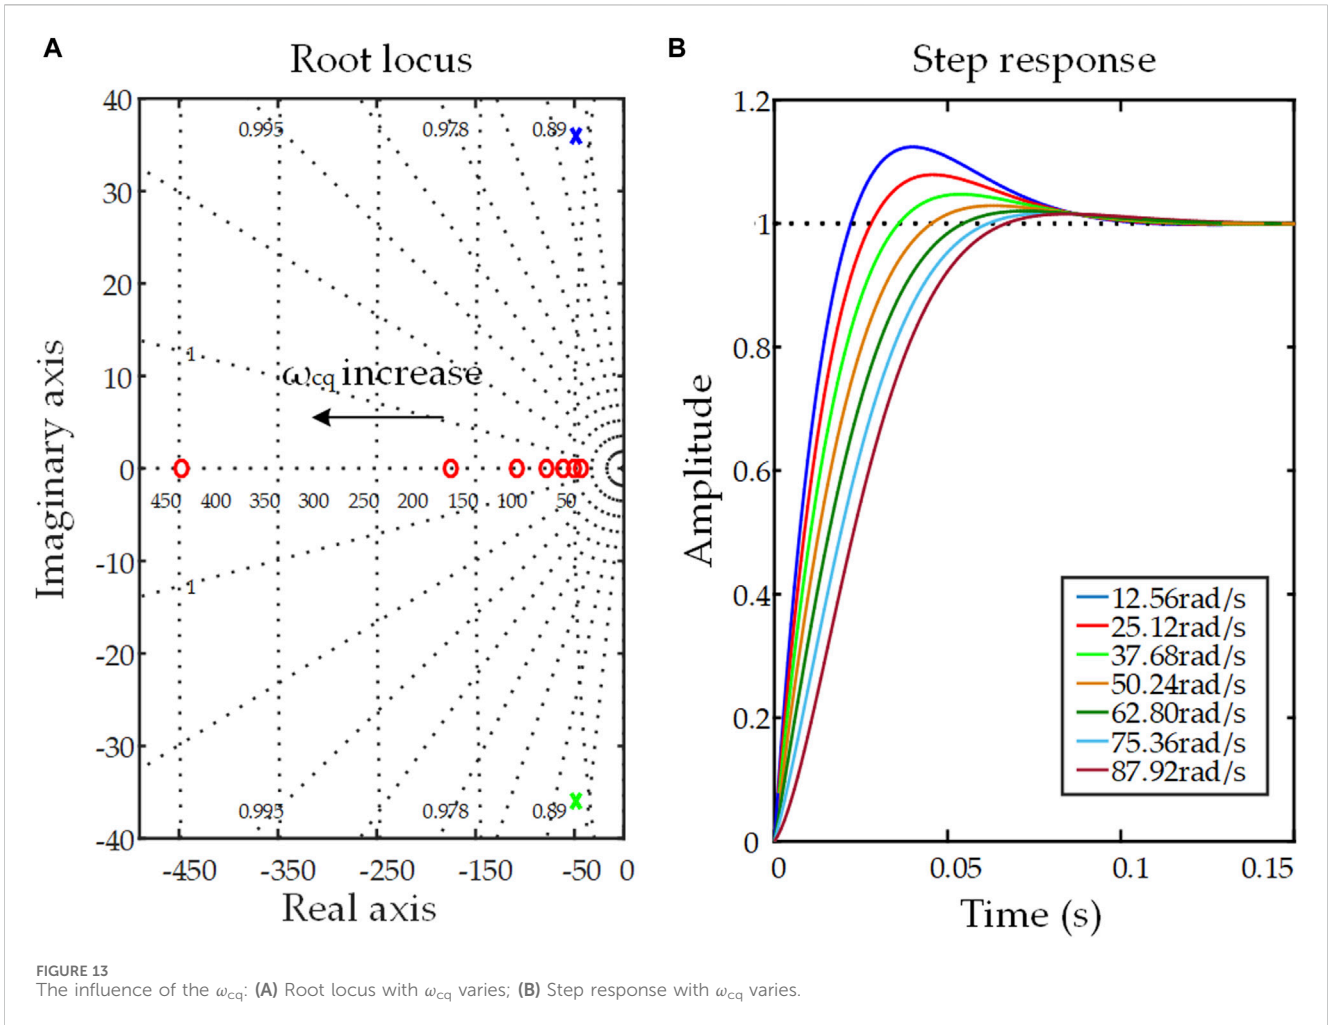 A
Root locus
40
30
20
10
0
-10
-20
-30
-40
Imaginary axis
0.995
0.978
0.89
1
ωcq increase
450 400 350 300 250 200 150 100 50
1
0.995
0.978
0.89
-450 -350 -250 -150 -50 0
Real axis
B
Step response
1.2
1
0.8
0.6
0.4
0.2
0
Amplitude
12.56rad/s
25.12rad/s
37.68rad/s
50.24rad/s
62.80rad/s
75.36rad/s
87.92rad/s
0 0.05 0.1 0.15
Time (s)
FIGURE 13
The influence of the ωcq: (A) Root locus with ωcq varies; (B) Step response with ωcq varies.